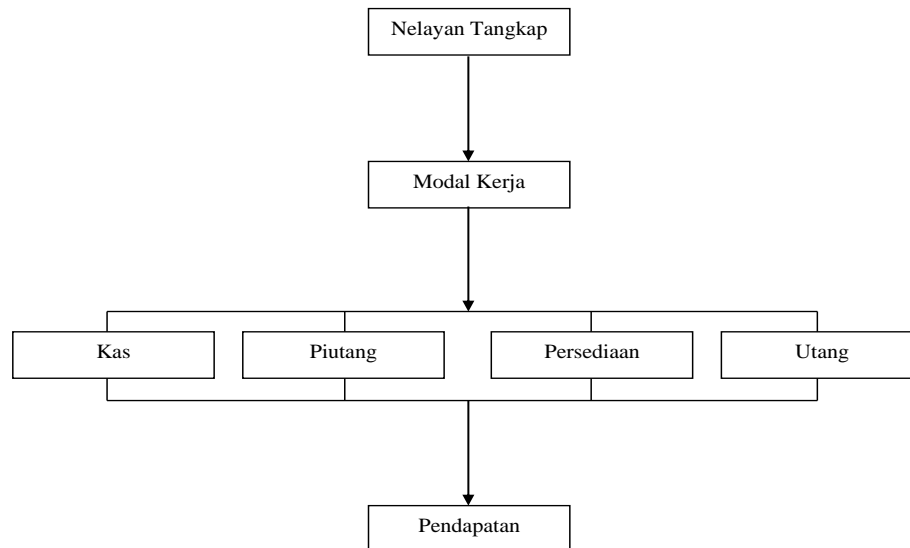 Nelayan Tangkap
Modal Kerja
Kas
Piutang
Persediaan
Utang
Pendapatan